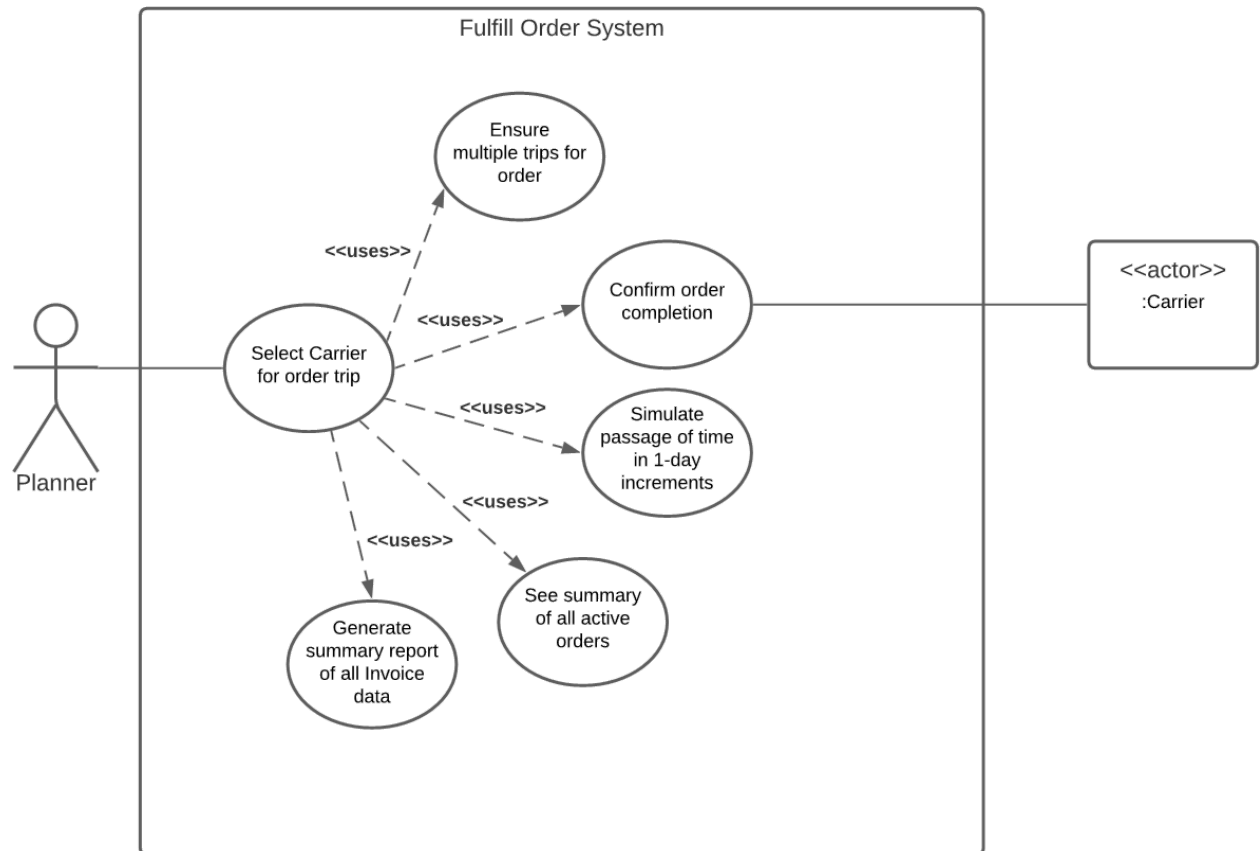 Fulfill Order System
Ensure
multiple trips for
order
<<uses>>
Confirm order
completion
<<actor>>
:Carrier
<<uses>>
Select Carrier
for order trip
Planner
<<uses>>
Simulate
passage of time
in 1-day
increments
<<uses>>
See summary
of all active
orders
<<uses>>
Generate
summary report
of all Invoice
data